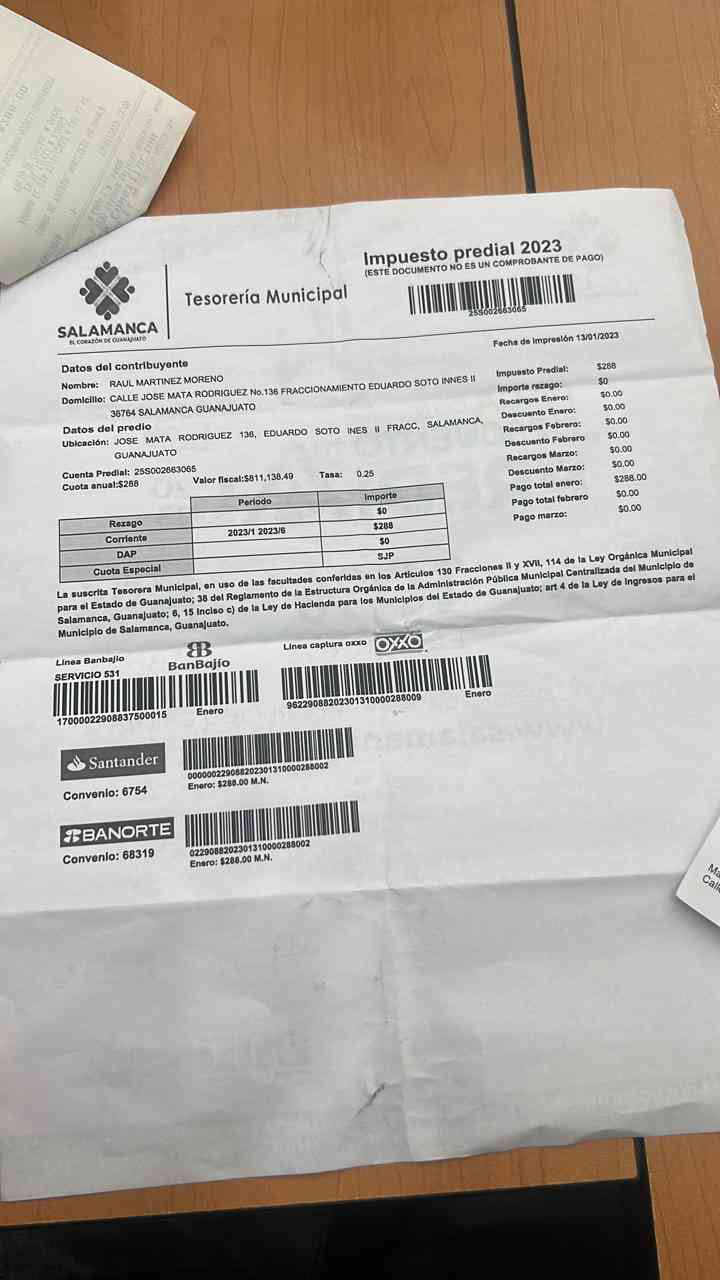 Impuesto predial 2023
(ESTE DOCUMENTO NO ES UN COMPROBANTE DE PAGO)
25S002663065
SALAMANCA
EL CORAZÓN DE GUANAJUATO
Tesorería Municipal
Fecha de impresión 13/01/2023
Datos del contribuyente
Nombre: RAUL MARTINEZ MORENO
Domicilio: CALLE JOSE MATA RODRIGUEZ No.136 FRACCIONAMIENTO EDUARDO SOTO INNES II
36764 SALAMANCA GUANAJUATO
Datos del predio
Ubicación: JOSE MATA RODRIGUEZ 136, EDUARDO SOTO INES II FRACC, SALAMANCA,
GUANAJUATO
Cuenta Predial: 25S002663065
Cuota anual:$288 Valor fiscal:$811,138.49 Tasa: 0.25
Impuesto Predial: $288
Importe rezago: $0
Recargos Enero: $0.00
Descuento Enero: $0.00
Recargos Febrero: $0.00
Descuento Febrero $0.00
Recargos Marzo: $0.00
Descuento Marzo: $0.00
Pago total enero: $288.00
Pago total febrero $0.00
Pago marzo: $0.00
Periodo Importe
Rezago $0
Corriente 2023/1 2023/6 $288
DAP $0
Cuota Especial SJP
La suscrita Tesorera Municipal, en uso de las facultades conferidas en los Artículos 130 Fracciones II y XVII, 114 de la Ley Orgánica Municipal
para el Estado de Guanajuato; 38 del Reglamento de la Estructura Orgánica de la Administración Pública Municipal Centralizada del Municipio de
Salamanca, Guanajuato; 6, 15 Inciso c) de la Ley de Hacienda para los Municipios del Estado de Guanajuato; art 4 de la Ley de Ingresos para el
Municipio de Salamanca, Guanajuato.
Línea Banbajio
BanBajío
SERVICIO 531
17000022908837500015 Enero
Línea captura oxxo OXXO
96229088202301310000288009 Enero
Santander
Convenio: 6754
000000229088202301310000288002
Enero: $288.00 M.N.
BANORTE
Convenio: 68319
0229088202301310000288002
Enero: $288.00 M.N.